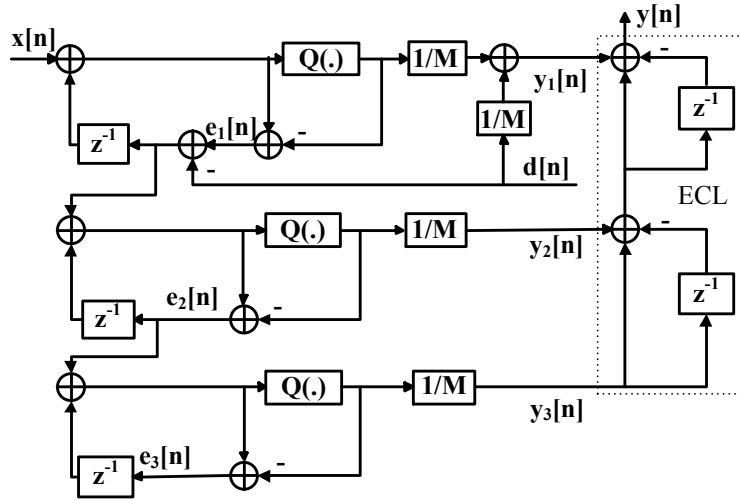 y[n]
x[n]
Q(.)
1/M
-
y₁[n]
z⁻¹
e₁[n]
-
1/M
z⁻¹
-
d[n]
ECL
Q(.)
1/M
y₂[n]
-
e₂[n]
z⁻¹
-
z⁻¹
Q(.)
1/M
y₃[n]
e₃[n]
-
z⁻¹